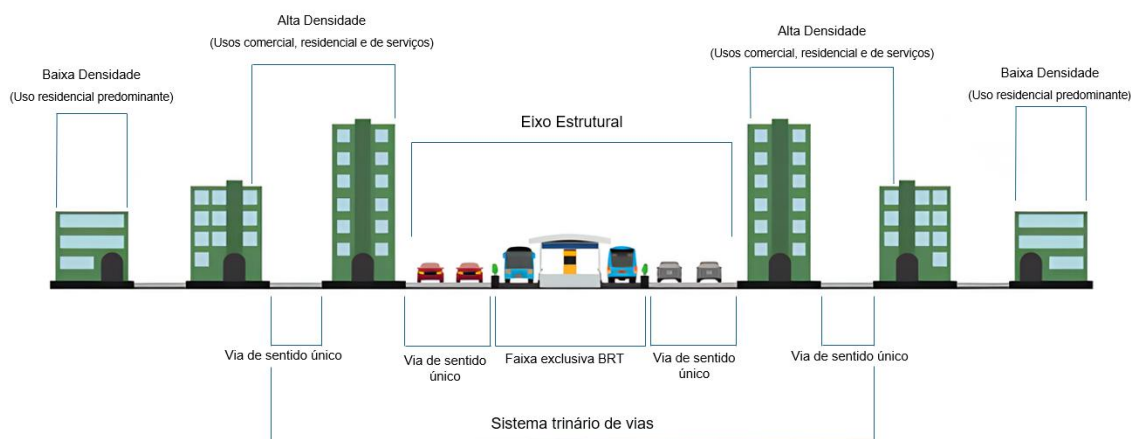 Alta Densidade
(Usos comercial, residencial e de serviços)
Alta Densidade
(Usos comercial, residencial e de serviços)
Baixa Densidade
(Uso residencial predominante)
Baixa Densidade
(Uso residencial predominante)
Eixo Estrutural
Via de sentido único
Via de sentido
único
Faixa exclusiva BRT
Via de sentido
único
Via de sentido único
Sistema trinário de vias